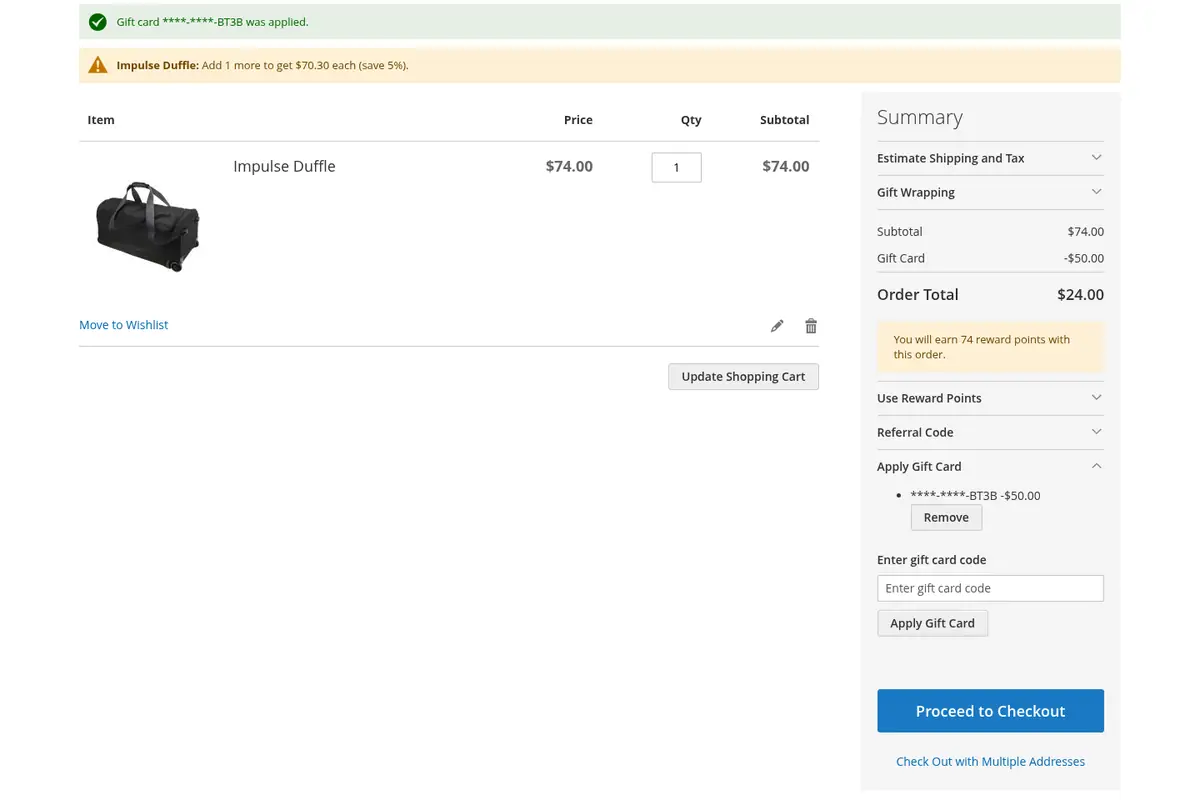 Gift card ****-****-BT3B was applied.
Impulse Duffle: Add 1 more to get $70.30 each (save 5%).
Item Price Qty Subtotal
Impulse Duffle $74.00 1 $74.00
Move to Wishlist
Update Shopping Cart
Summary
Estimate Shipping and Tax
Gift Wrapping
Subtotal $74.00
Gift Card -$50.00
Order Total $24.00
You will earn 74 reward points with
this order.
Use Reward Points
Referral Code
Apply Gift Card
****-****-BT3B -$50.00
Remove
Enter gift card code
Enter gift card code
Apply Gift Card
Proceed to Checkout
Check Out with Multiple Addresses